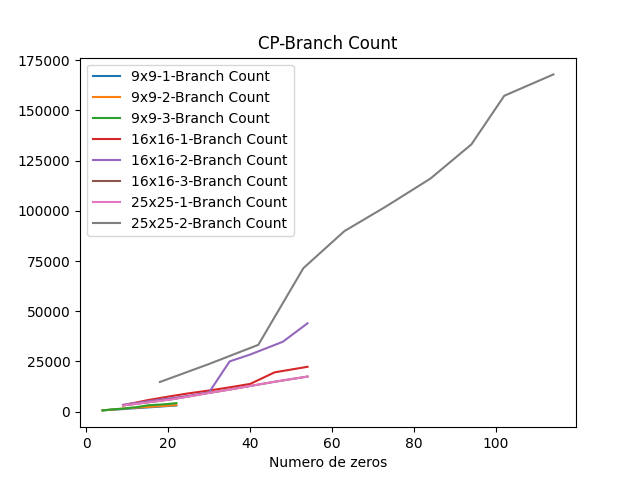 CP-Branch Count
175000
150000
125000
100000
75000
50000
25000
0
9x9-1-Branch Count
9x9-2-Branch Count
9x9-3-Branch Count
16x16-1-Branch Count
16x16-2-Branch Count
16x16-3-Branch Count
25x25-1-Branch Count
25x25-2-Branch Count
0 20 40 60 80 100
Numero de zeros